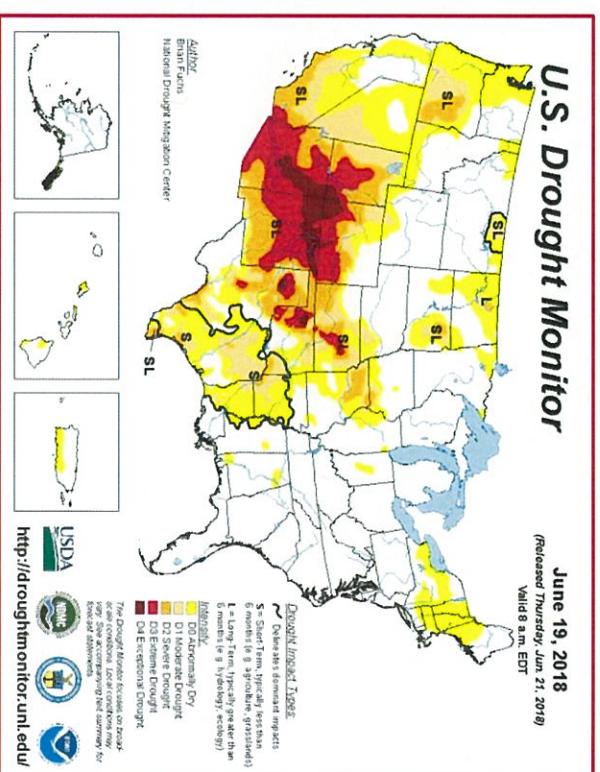 U.S. Drought Monitor
June 19, 2018
(Released Thursday, Jun. 21, 2018)
Valid 8 a.m. EDT
SL
SL
SL
L
SL
SL
S
S
S
S
SL
Drought Impact Types:
Delineates dominant impacts
S = Short-Term, typically less than
6 months (e.g. agriculture, grasslands)
L = Long-Term, typically greater than
6 months (e.g. hydrology, ecology)
Intensity:
D0 Abnormally Dry
D1 Moderate Drought
D2 Severe Drought
D3 Extreme Drought
D4 Exceptional Drought
Author:
Brian Fuchs
National Drought Mitigation Center
The Drought Monitor focuses on broad-
scale conditions. Local conditions may
vary. See accompanying text summary for
forecast statements.
USDA
NDMC
http://droughtmonitor.unl.edu/